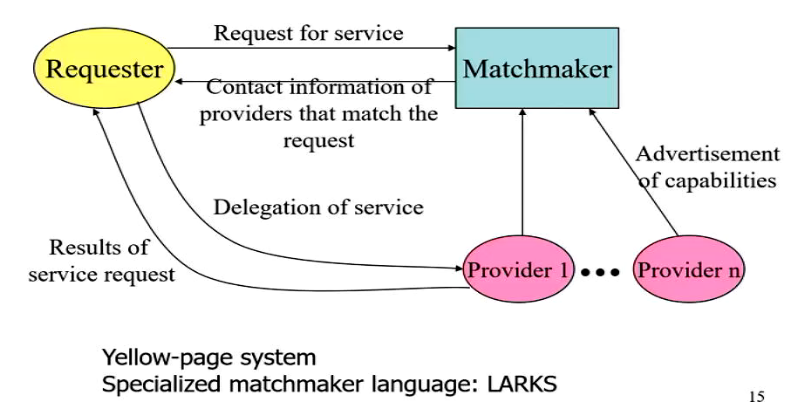 Request for service
Requester
Matchmaker
Contact information of
providers that match the
request
Advertisement
of capabilities
Delegation of service
Results of
service request
Provider 1
Provider n
Yellow-page system
Specialized matchmaker language: LARKS
15